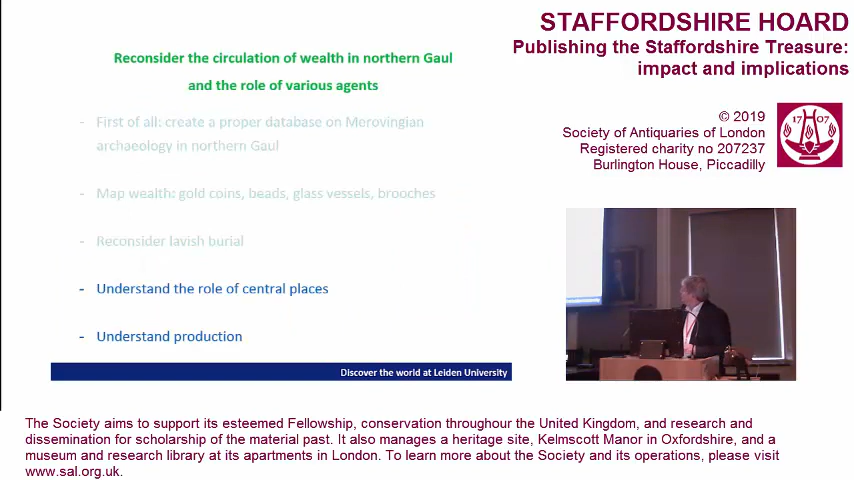 Reconsider the circulation of wealth in northern Gaul
and the role of various agents
- First of all: create a proper database on Merovingian
archaeology in northern Gaul
- Map wealth: gold coins, beads, glass vessels, brooches
- Reconsider lavish burial
- Understand the role of central places
- Understand production
Discover the world at Leiden University
STAFFORDSHIRE HOARD
Publishing the Staffordshire Treasure:
impact and implications
© 2019
Society of Antiquaries of London
Registered charity no 207237
Burlington House, Piccadilly
17 07
The Society aims to support its esteemed Fellowship, conservation throughour the United Kingdom, and research and
dissemination for scholarship of the material past. It also manages a heritage site, Kelmscott Manor in Oxfordshire, and a
museum and research library at its apartments in London. To learn more about the Society and its operations, please visit
www.sal.org.uk.